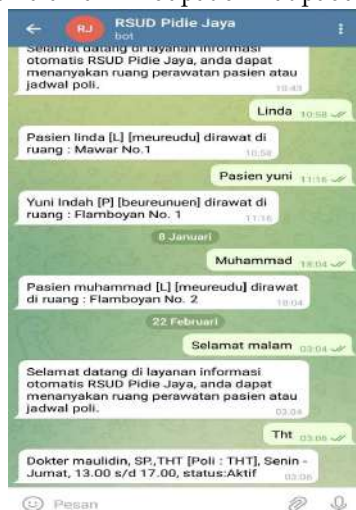 RSUD Pidie Jaya
RJ
bot
Selamat datang di layanan informasi
otomatis RSUD Pidie Jaya, anda dapat
menanyakan ruang perawatan pasien atau
jadwal poli.
10:43
Linda 10:58
Pasien linda [L] [meureudu] dirawat di
ruang : Mawar No.1
10:58
Pasien yuni 11:16
Yuni Indah [P] [beureunuen] dirawat di
ruang : Flamboyan No. 1
11:16
8 Januari
Muhammad 18:04
Pasien muhammad [L] [meureudu] dirawat
di ruang : Flamboyan No. 2
18:04
22 Februari
Selamat malam 03:04
Selamat datang di layanan informasi
otomatis RSUD Pidie Jaya, anda dapat
menanyakan ruang perawatan pasien atau
jadwal poli.
03:04
Tht 03:06
Dokter maulidin, SP.,THT [Poli : THT], Senin -
Jumat, 13.00 s/d 17.00, status:Aktif
03:06
Pesan